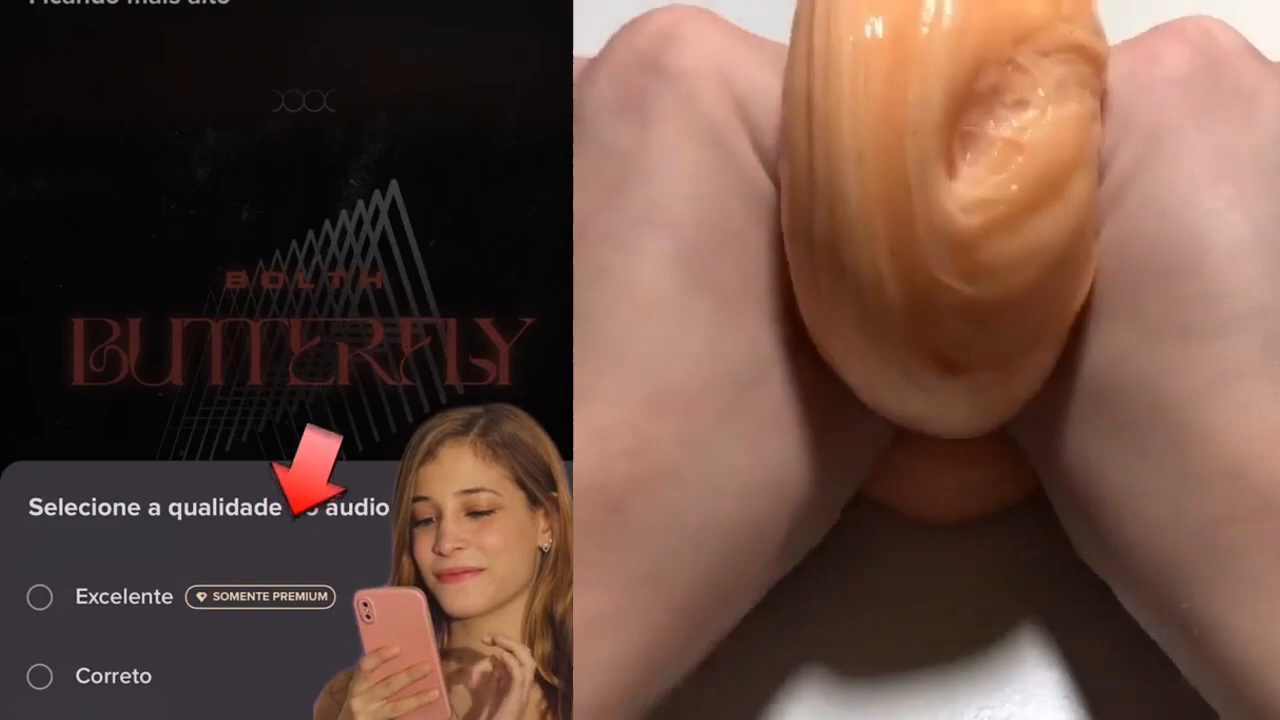 BOLTH
BUTTERFLY
Selecione a qualidade
áudio
Excelente
SOMENTE PREMIUM
Correto